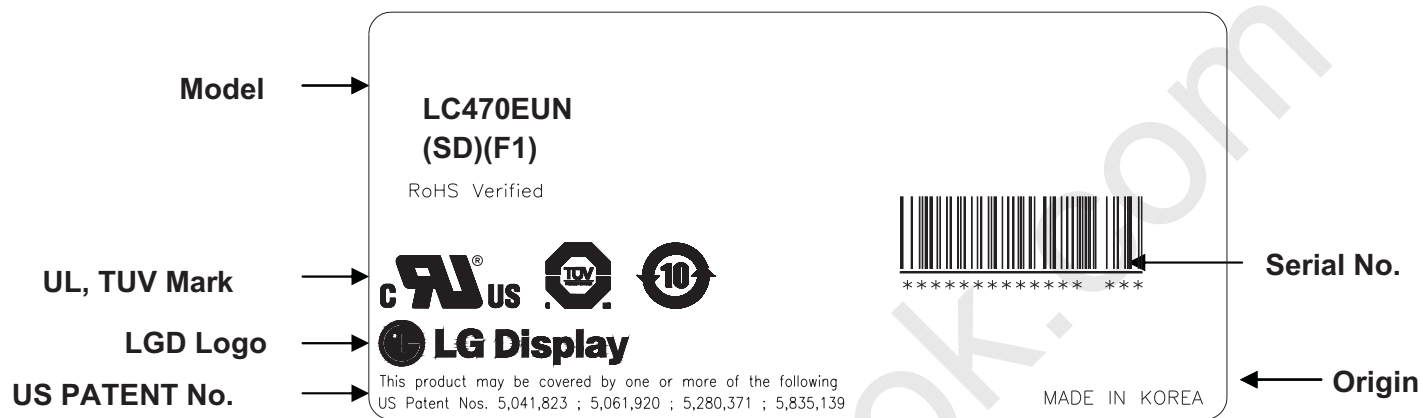 Model
LC470EUN
(SD)(F1)
RoHS Verified
UL, TUV Mark
C US ®
TÜV
10
************ ***
Serial No.
LGD Logo
LG Display
US PATENT No.
This product may be covered by one or more of the following
US Patent Nos. 5,041,823 ; 5,061,920 ; 5,280,371 ; 5,835,139
MADE IN KOREA
Origin
ok.com